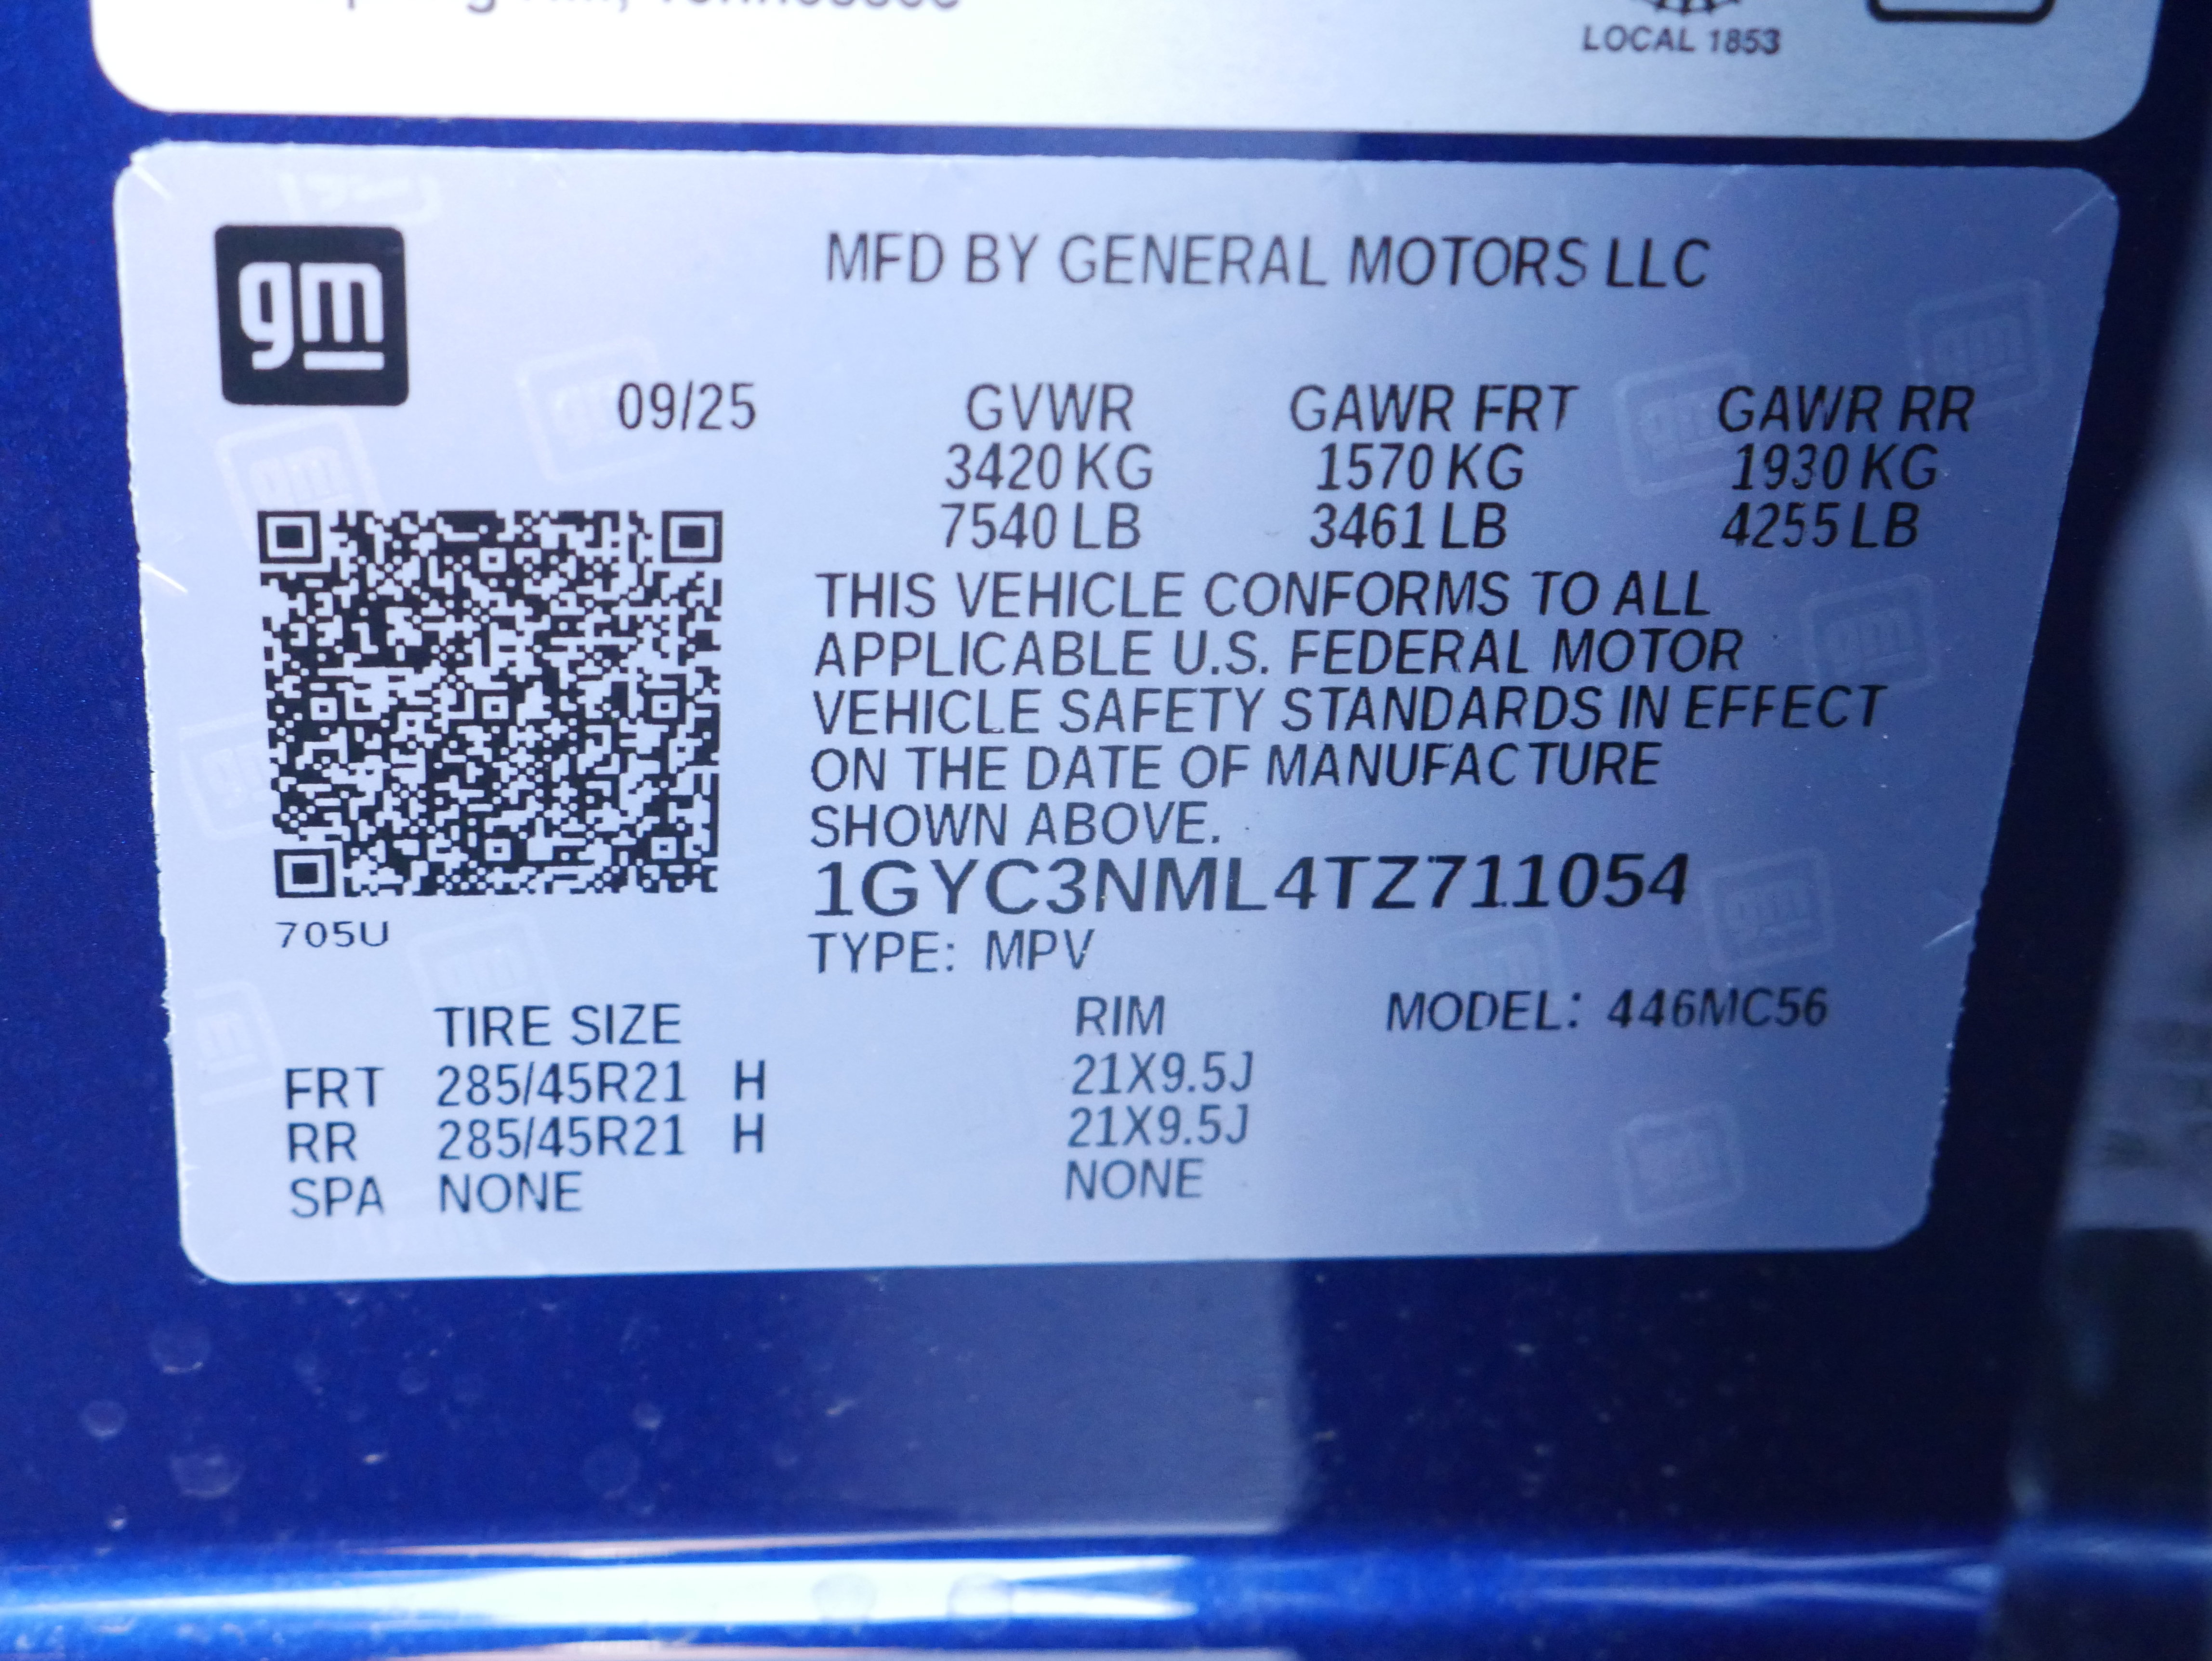 LOCAL 1853
gm
MFD BY GENERAL MOTORS LLC
09/25 GVWR GAWR FRT GAWR RR
3420 KG 1570 KG 1930 KG
7540 LB 3461 LB 4255 LB
THIS VEHICLE CONFORMS TO ALL
APPLICABLE U.S. FEDERAL MOTOR
VEHICLE SAFETY STANDARDS IN EFFECT
ON THE DATE OF MANUFACTURE
SHOWN ABOVE.
1GYC3NML4TZ711054
705U
TYPE: MPV
TIRE SIZE RIM MODEL: 446MC56
FRT 285/45R21 H 21X9.5J
RR 285/45R21 H 21X9.5J
SPA NONE NONE